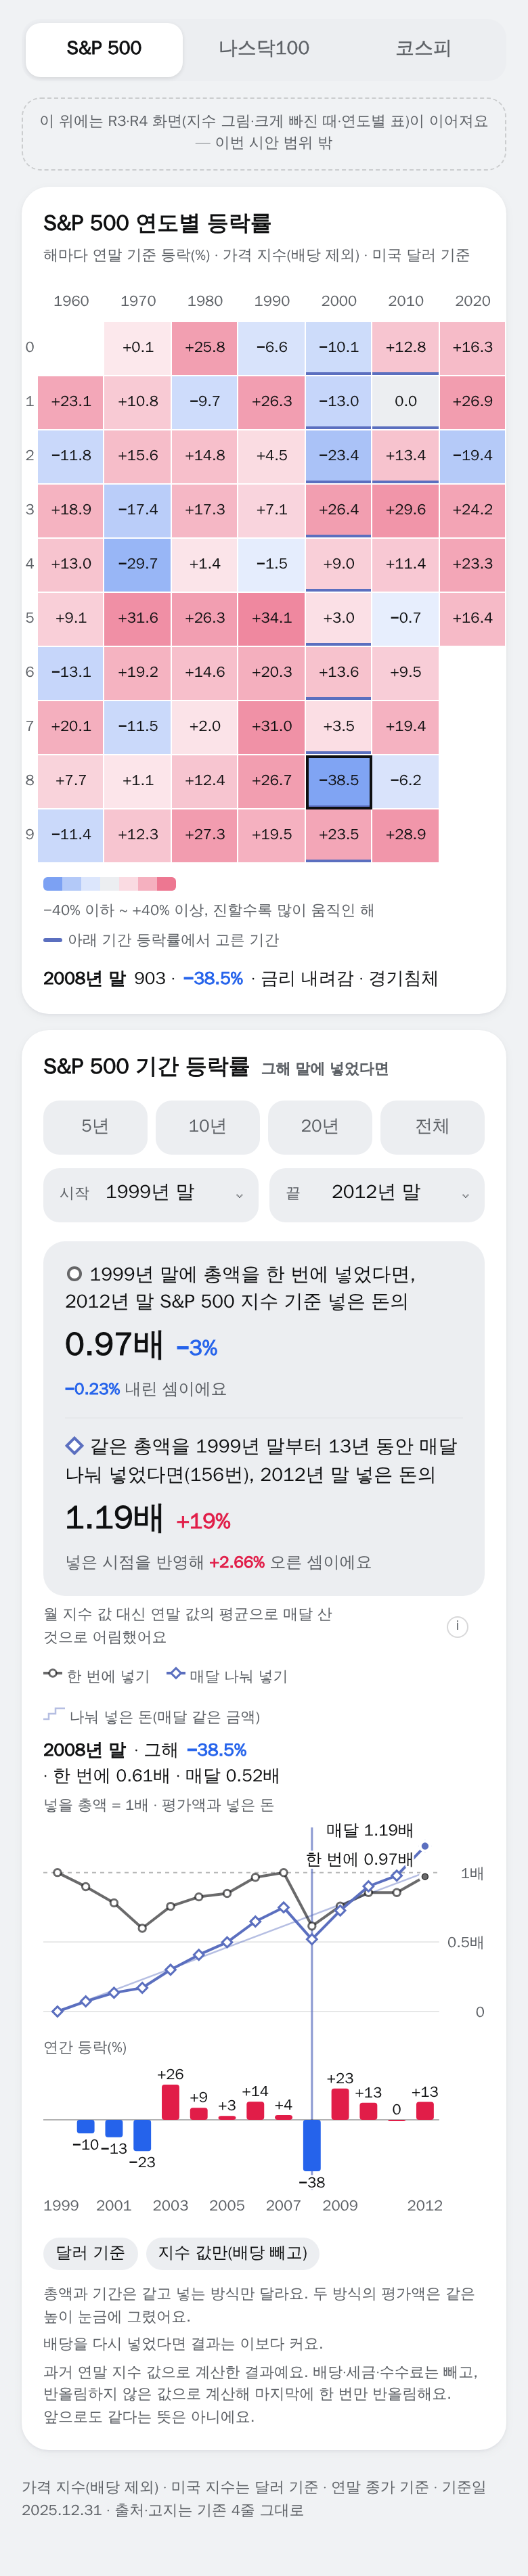 S&P 500 나스닥100 코스피
이 위에는 R3·R4 화면(지수 그림·크게 빠진 때·연도별 표)이 이어져요
— 이번 시안 범위 밖
S&P 500 연도별 등락률
해마다 연말 기준 등락(%) · 가격 지수(배당 제외) · 미국 달러 기준
1960 1970 1980 1990 2000 2010 2020
0 +0.1 +25.8 −6.6 −10.1 +12.8 +16.3
1 +23.1 +10.8 −9.7 +26.3 −13.0 0.0 +26.9
2 −11.8 +15.6 +14.8 +4.5 −23.4 +13.4 −19.4
3 +18.9 −17.4 +17.3 +7.1 +26.4 +29.6 +24.2
4 +13.0 −29.7 +1.4 −1.5 +9.0 +11.4 +23.3
5 +9.1 +31.6 +26.3 +34.1 +3.0 −0.7 +16.4
6 −13.1 +19.2 +14.6 +20.3 +13.6 +9.5
7 +20.1 −11.5 +2.0 +31.0 +3.5 +19.4
8 +7.7 +1.1 +12.4 +26.7 −38.5 −6.2
9 −11.4 +12.3 +27.3 +19.5 +23.5 +28.9
−40% 이하 ~ +40% 이상, 진할수록 많이 움직인 해
아래 기간 등락률에서 고른 기간
2008년 말 903 · −38.5% · 금리 내려감 · 경기침체
S&P 500 기간 등락률 그해 말에 넣었다면
5년 10년 20년 전체
시작 1999년 말 끝 2012년 말
1999년 말에 총액을 한 번에 넣었다면,
2012년 말 S&P 500 지수 기준 넣은 돈의
0.97배 −3%
−0.23% 내린 셈이에요
같은 총액을 1999년 말부터 13년 동안 매달
나눠 넣었다면(156번), 2012년 말 넣은 돈의
1.19배 +19%
넣은 시점을 반영해 +2.66% 오른 셈이에요
월 지수 값 대신 연말 값의 평균으로 매달 산
것으로 어림했어요 i
한 번에 넣기 매달 나눠 넣기
나눠 넣은 돈(매달 같은 금액)
2008년 말 · 그해 −38.5%
· 한 번에 0.61배 · 매달 0.52배
넣을 총액 = 1배 · 평가액과 넣은 돈
매달 1.19배
한 번에 0.97배
1배
0.5배
0
연간 등락(%)
−10 −13 −23 +26 +9 +3 +14 +4 −38 +23 +13 0 +13
1999 2001 2003 2005 2007 2009 2012
달러 기준 지수 값만(배당 빼고)
총액과 기간은 같고 넣는 방식만 달라요. 두 방식의 평가액은 같은
높이 눈금에 그렸어요.
배당을 다시 넣었다면 결과는 이보다 커요.
과거 연말 지수 값으로 계산한 결과예요. 배당·세금·수수료는 빼고,
반올림하지 않은 값으로 계산해 마지막에 한 번만 반올림해요.
앞으로도 같다는 뜻은 아니에요.
가격 지수(배당 제외) · 미국 지수는 달러 기준 · 연말 종가 기준 · 기준일
2025.12.31 · 출처·고지는 기존 4줄 그대로